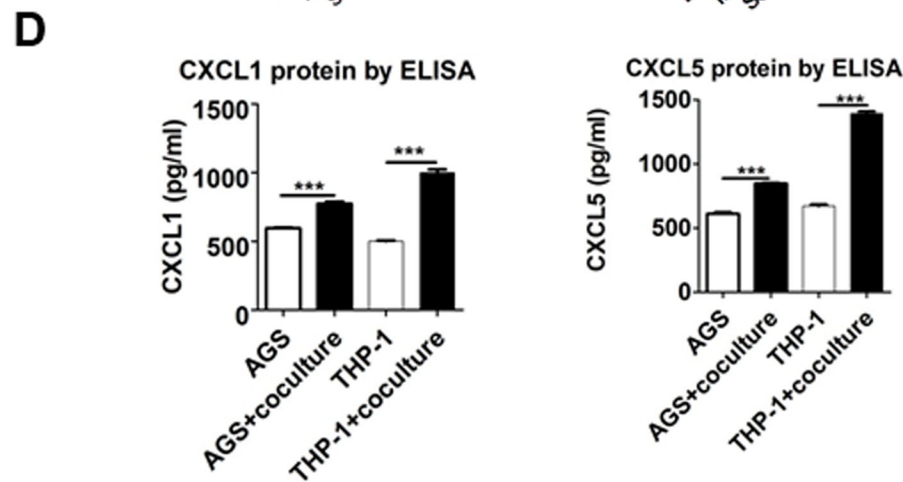 D
CXCL1 protein by ELISA
CXCL1 (pg/ml)
1500
1000
500
0
***
***
AGS
AGS+coculture
THP-1
THP-1+coculture
CXCL5 protein by ELISA
CXCL5 (pg/ml)
1500
1000
500
0
***
***
AGS
AGS+coculture
THP-1
THP-1+coculture